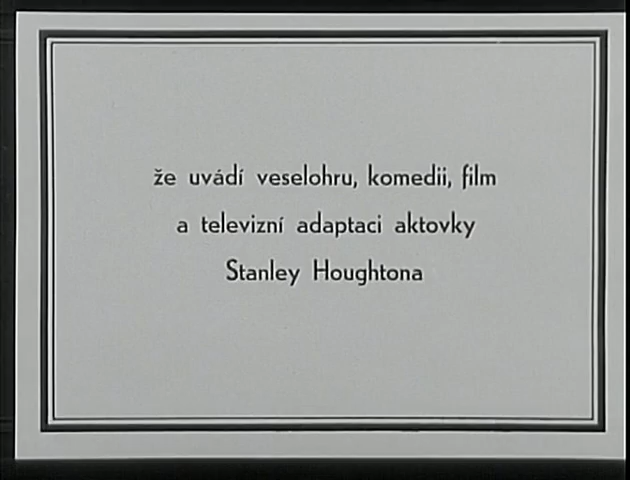 že uvádí veselohru, komedii, film
a televizní adaptaci aktovky
Stanley Houghtona